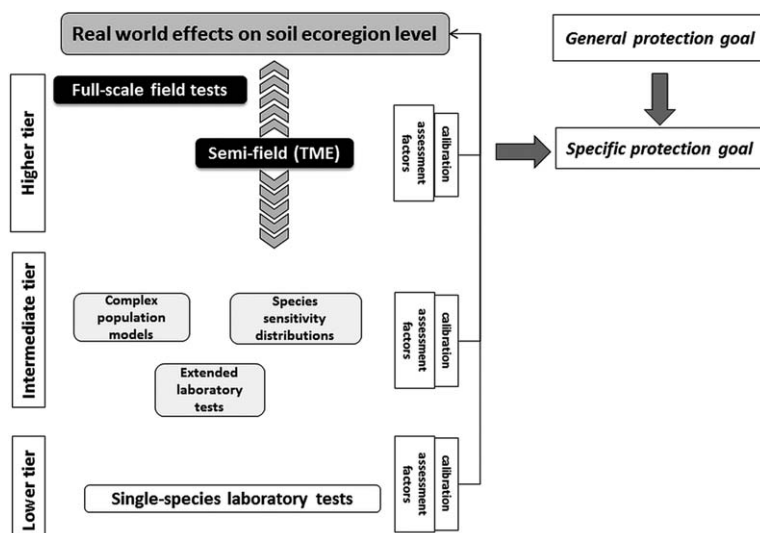 Real world effects on soil ecoregion level
General protection goal
Full-scale field tests
Higher tier
Semi-field (TME)
assessment
factors
calibration
Specific protection goal
Intermediate tier
Complex
population
models
Species
sensitivity
distributions
Extended
laboratory
tests
assessment
factors
calibration
Lower tier
Single-species laboratory tests
assessment
factors
calibration